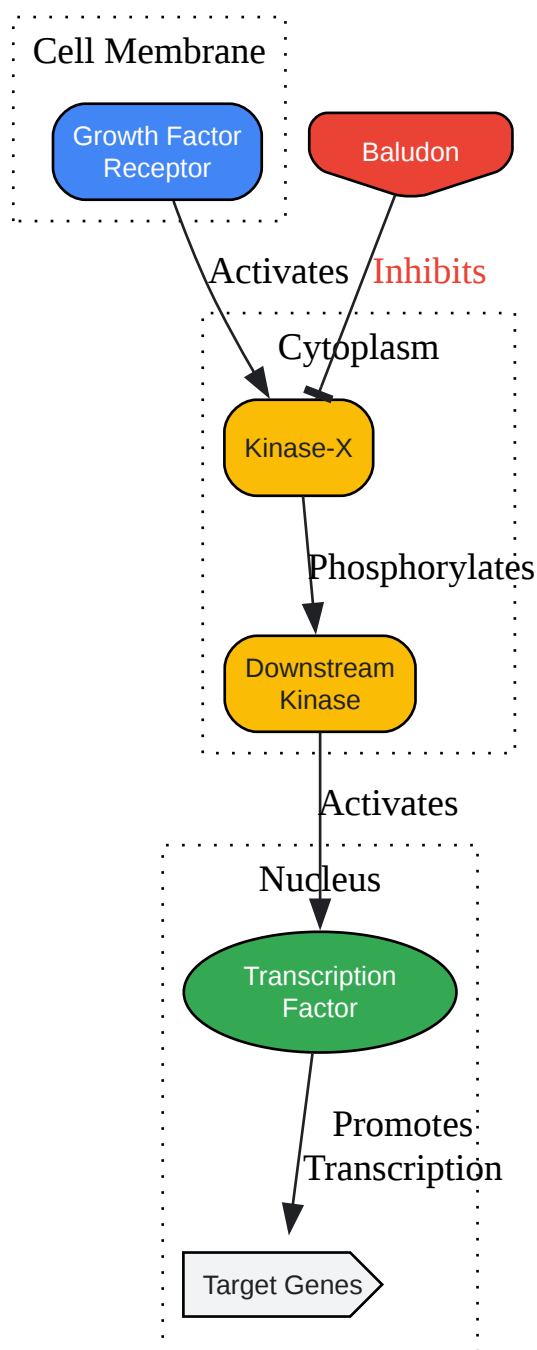 Cell Membrane
Growth Factor
Receptor
Baludon
Activates
Inhibits
Cytoplasm
Kinase-X
Phosphorylates
Downstream
Kinase
Activates
Nucleus
Transcription
Factor
Promotes
Transcription
Target Genes